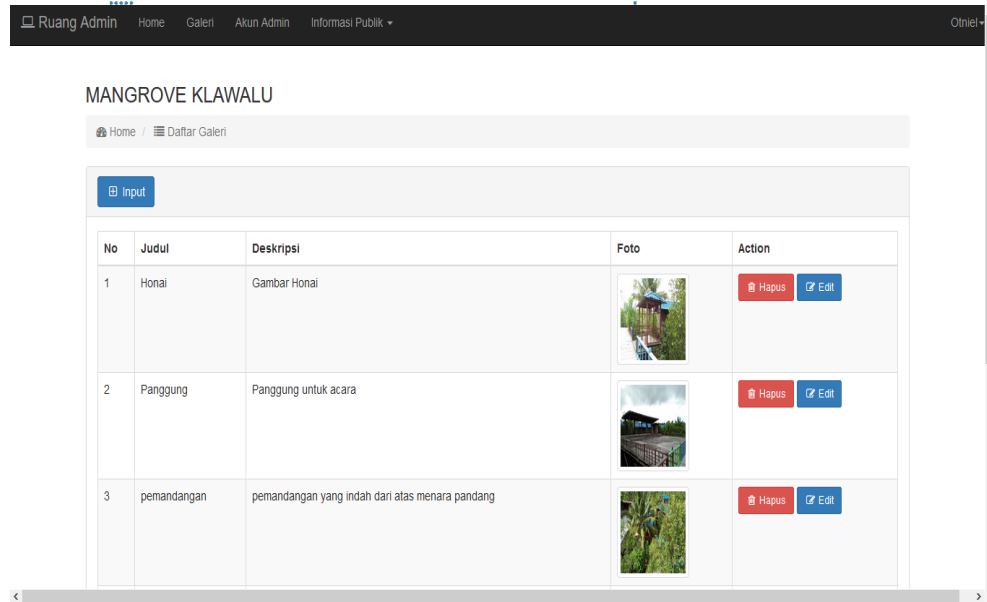 Ruang Admin Home Galeri Akun Admin Informasi Publik Otniel
MANGROVE KLAWALU
Home / Daftar Galeri
Input
No Judul Deskripsi Foto Action
1 Honai Gambar Honai Hapus Edit
2 Panggung Panggung untuk acara Hapus Edit
3 pemandangan pemandangan yang indah dari atas menara pandang Hapus Edit